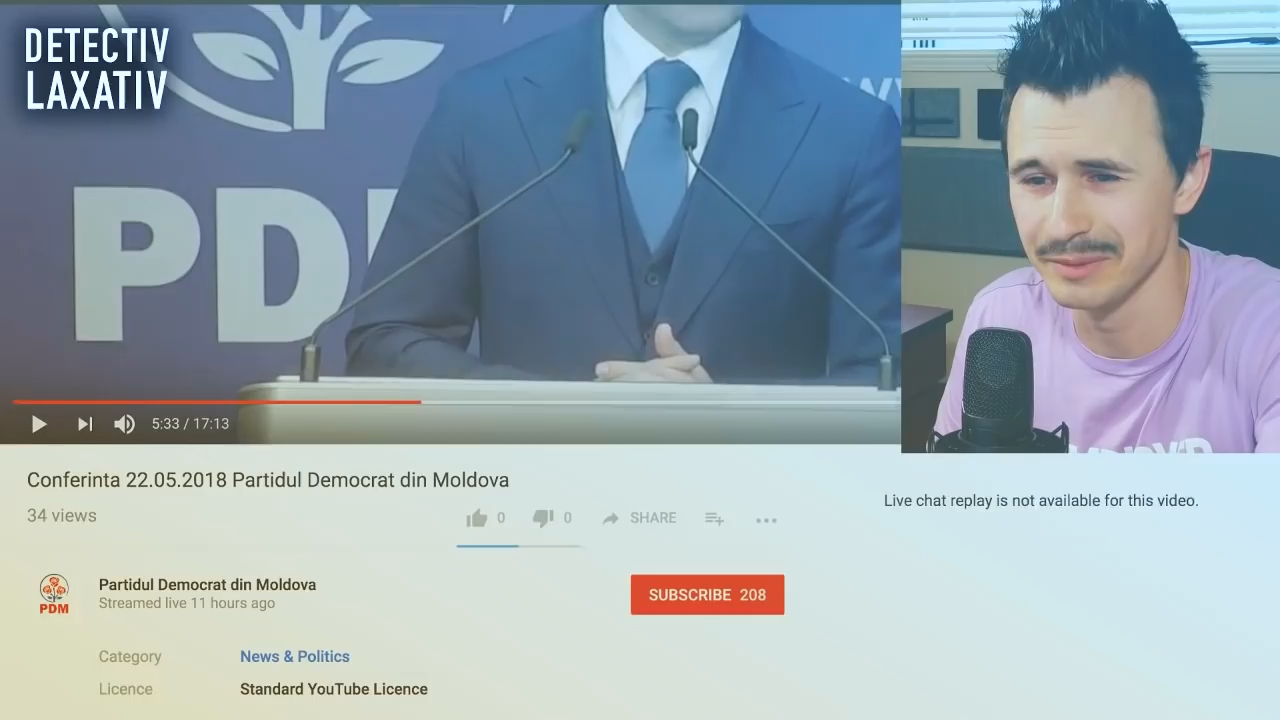 DETECTIV
LAXATIV
PD
5:33 / 17:13
Conferinta 22.05.2018 Partidul Democrat din Moldova
34 views
0
0
SHARE
Live chat replay is not available for this video.
PDM
Partidul Democrat din Moldova
Streamed live 11 hours ago
SUBSCRIBE 208
Category
News & Politics
Licence
Standard YouTube Licence